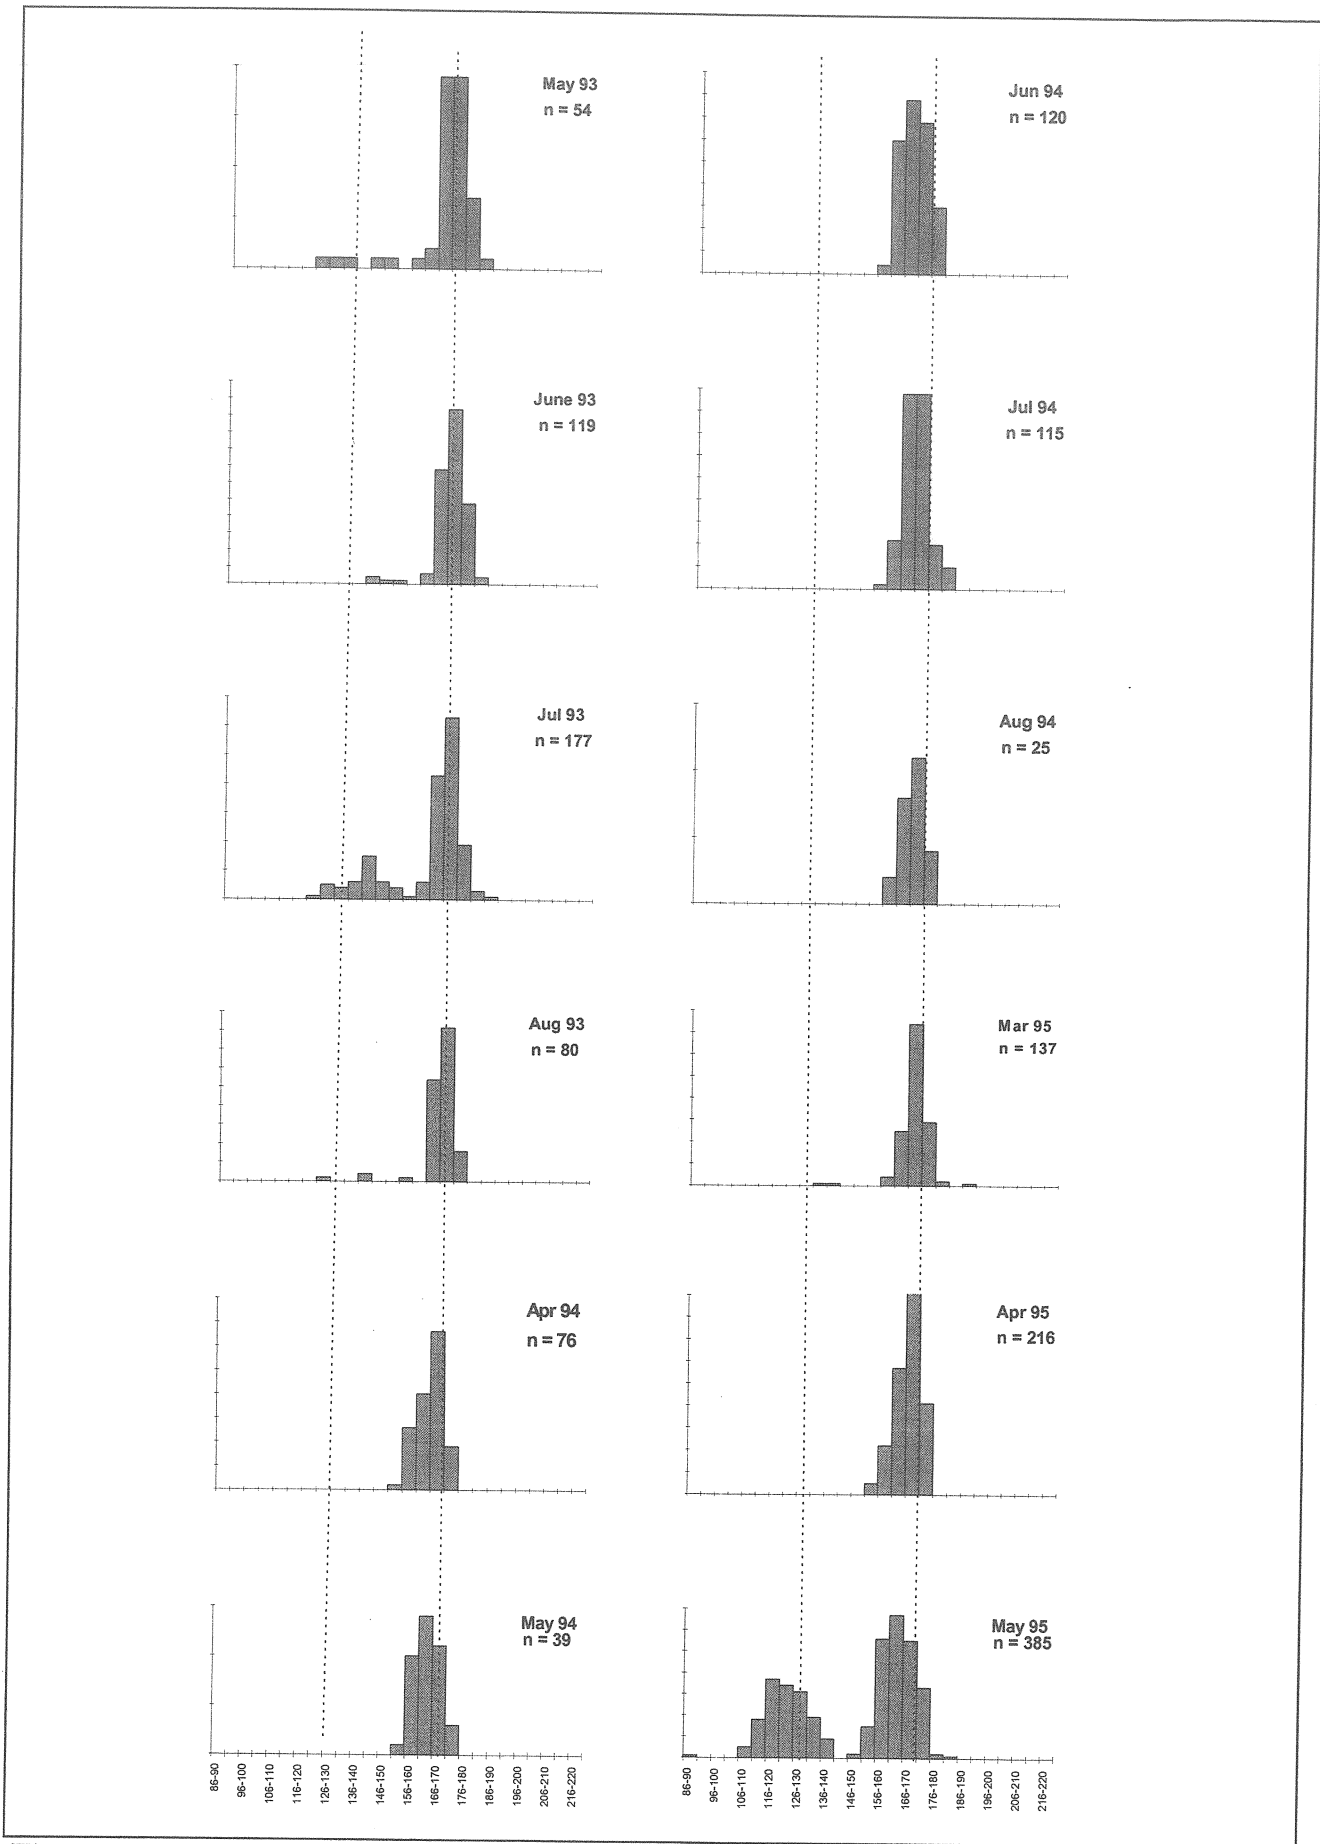 May 93
n = 54
June 93
n = 119
Jul 93
n = 177
Aug 93
n = 80
Apr 94
n = 76
May 94
n = 39
86-90
96-100
106-110
116-120
126-130
136-140
146-150
156-160
166-170
176-180
186-190
196-200
206-210
216-220
Jun 94
n = 120
Jul 94
n = 115
Aug 94
n = 25
Mar 95
n = 137
Apr 95
n = 216
May 95
n = 385
86-90
96-100
106-110
116-120
126-130
136-140
146-150
156-160
166-170
176-180
186-190
196-200
206-210
216-220